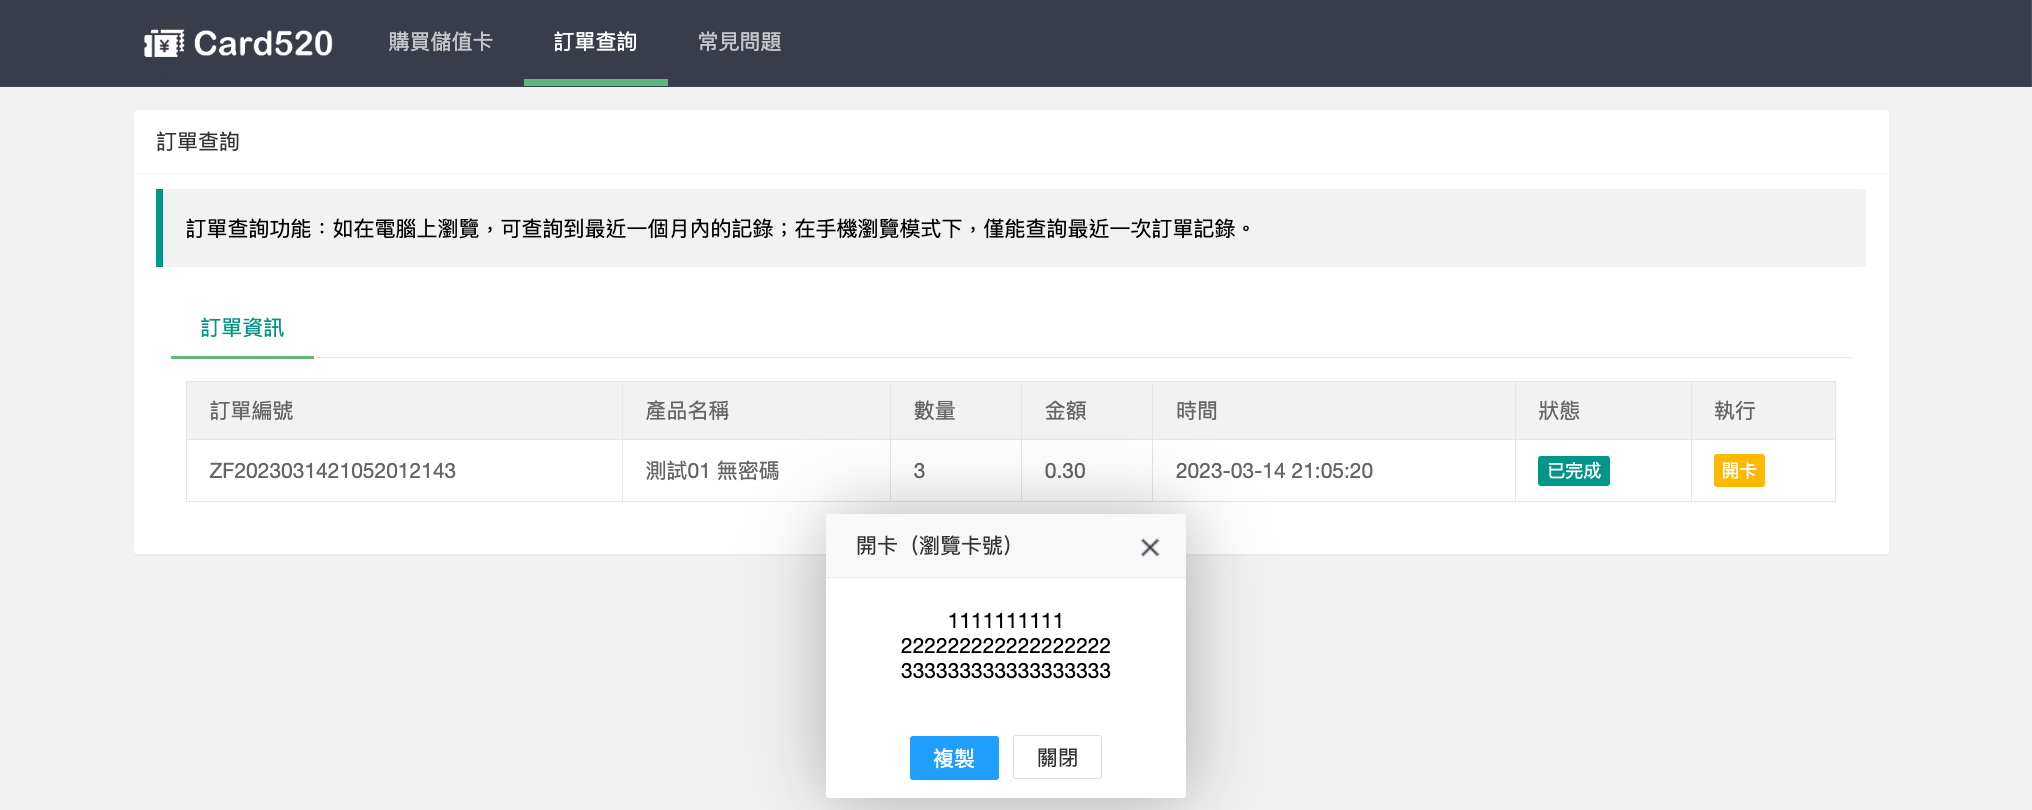 Card520 購買儲值卡 訂單查詢 常見問題
訂單查詢
訂單查詢功能：如在電腦上瀏覽，可查詢到最近一個月內的記錄；在手機瀏覽模式下，僅能查詢最近一次訂單記錄。
訂單資訊
訂單編號 產品名稱 數量 金額 時間 狀態 執行
ZF2023031421052012143 測試01 無密碼 3 0.30 2023-03-14 21:05:20 已完成 開卡
開卡（瀏覽卡號）
1111111111
222222222222222222
333333333333333333
複製 關閉